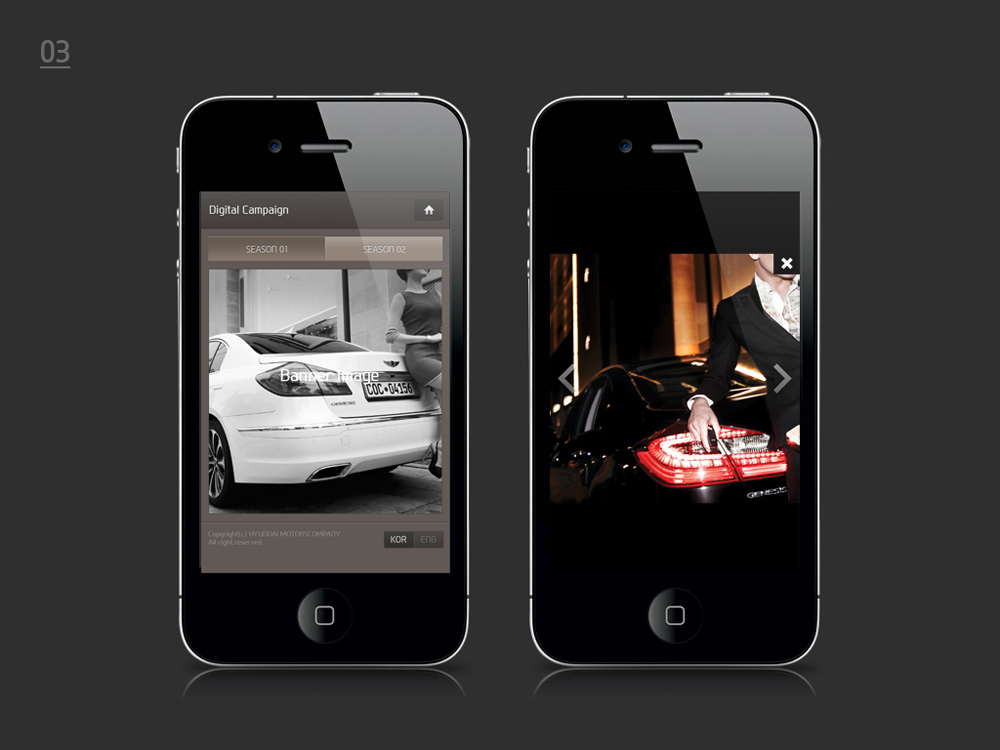 03
Digital Campaign
SEASON 01
SEASON 02
Banner Image
COC•04156
GENESIS
Copyright(c) HYUNDAI MOTORSCOMPANY.
All right reserved
KOR
ENG
GENESIS